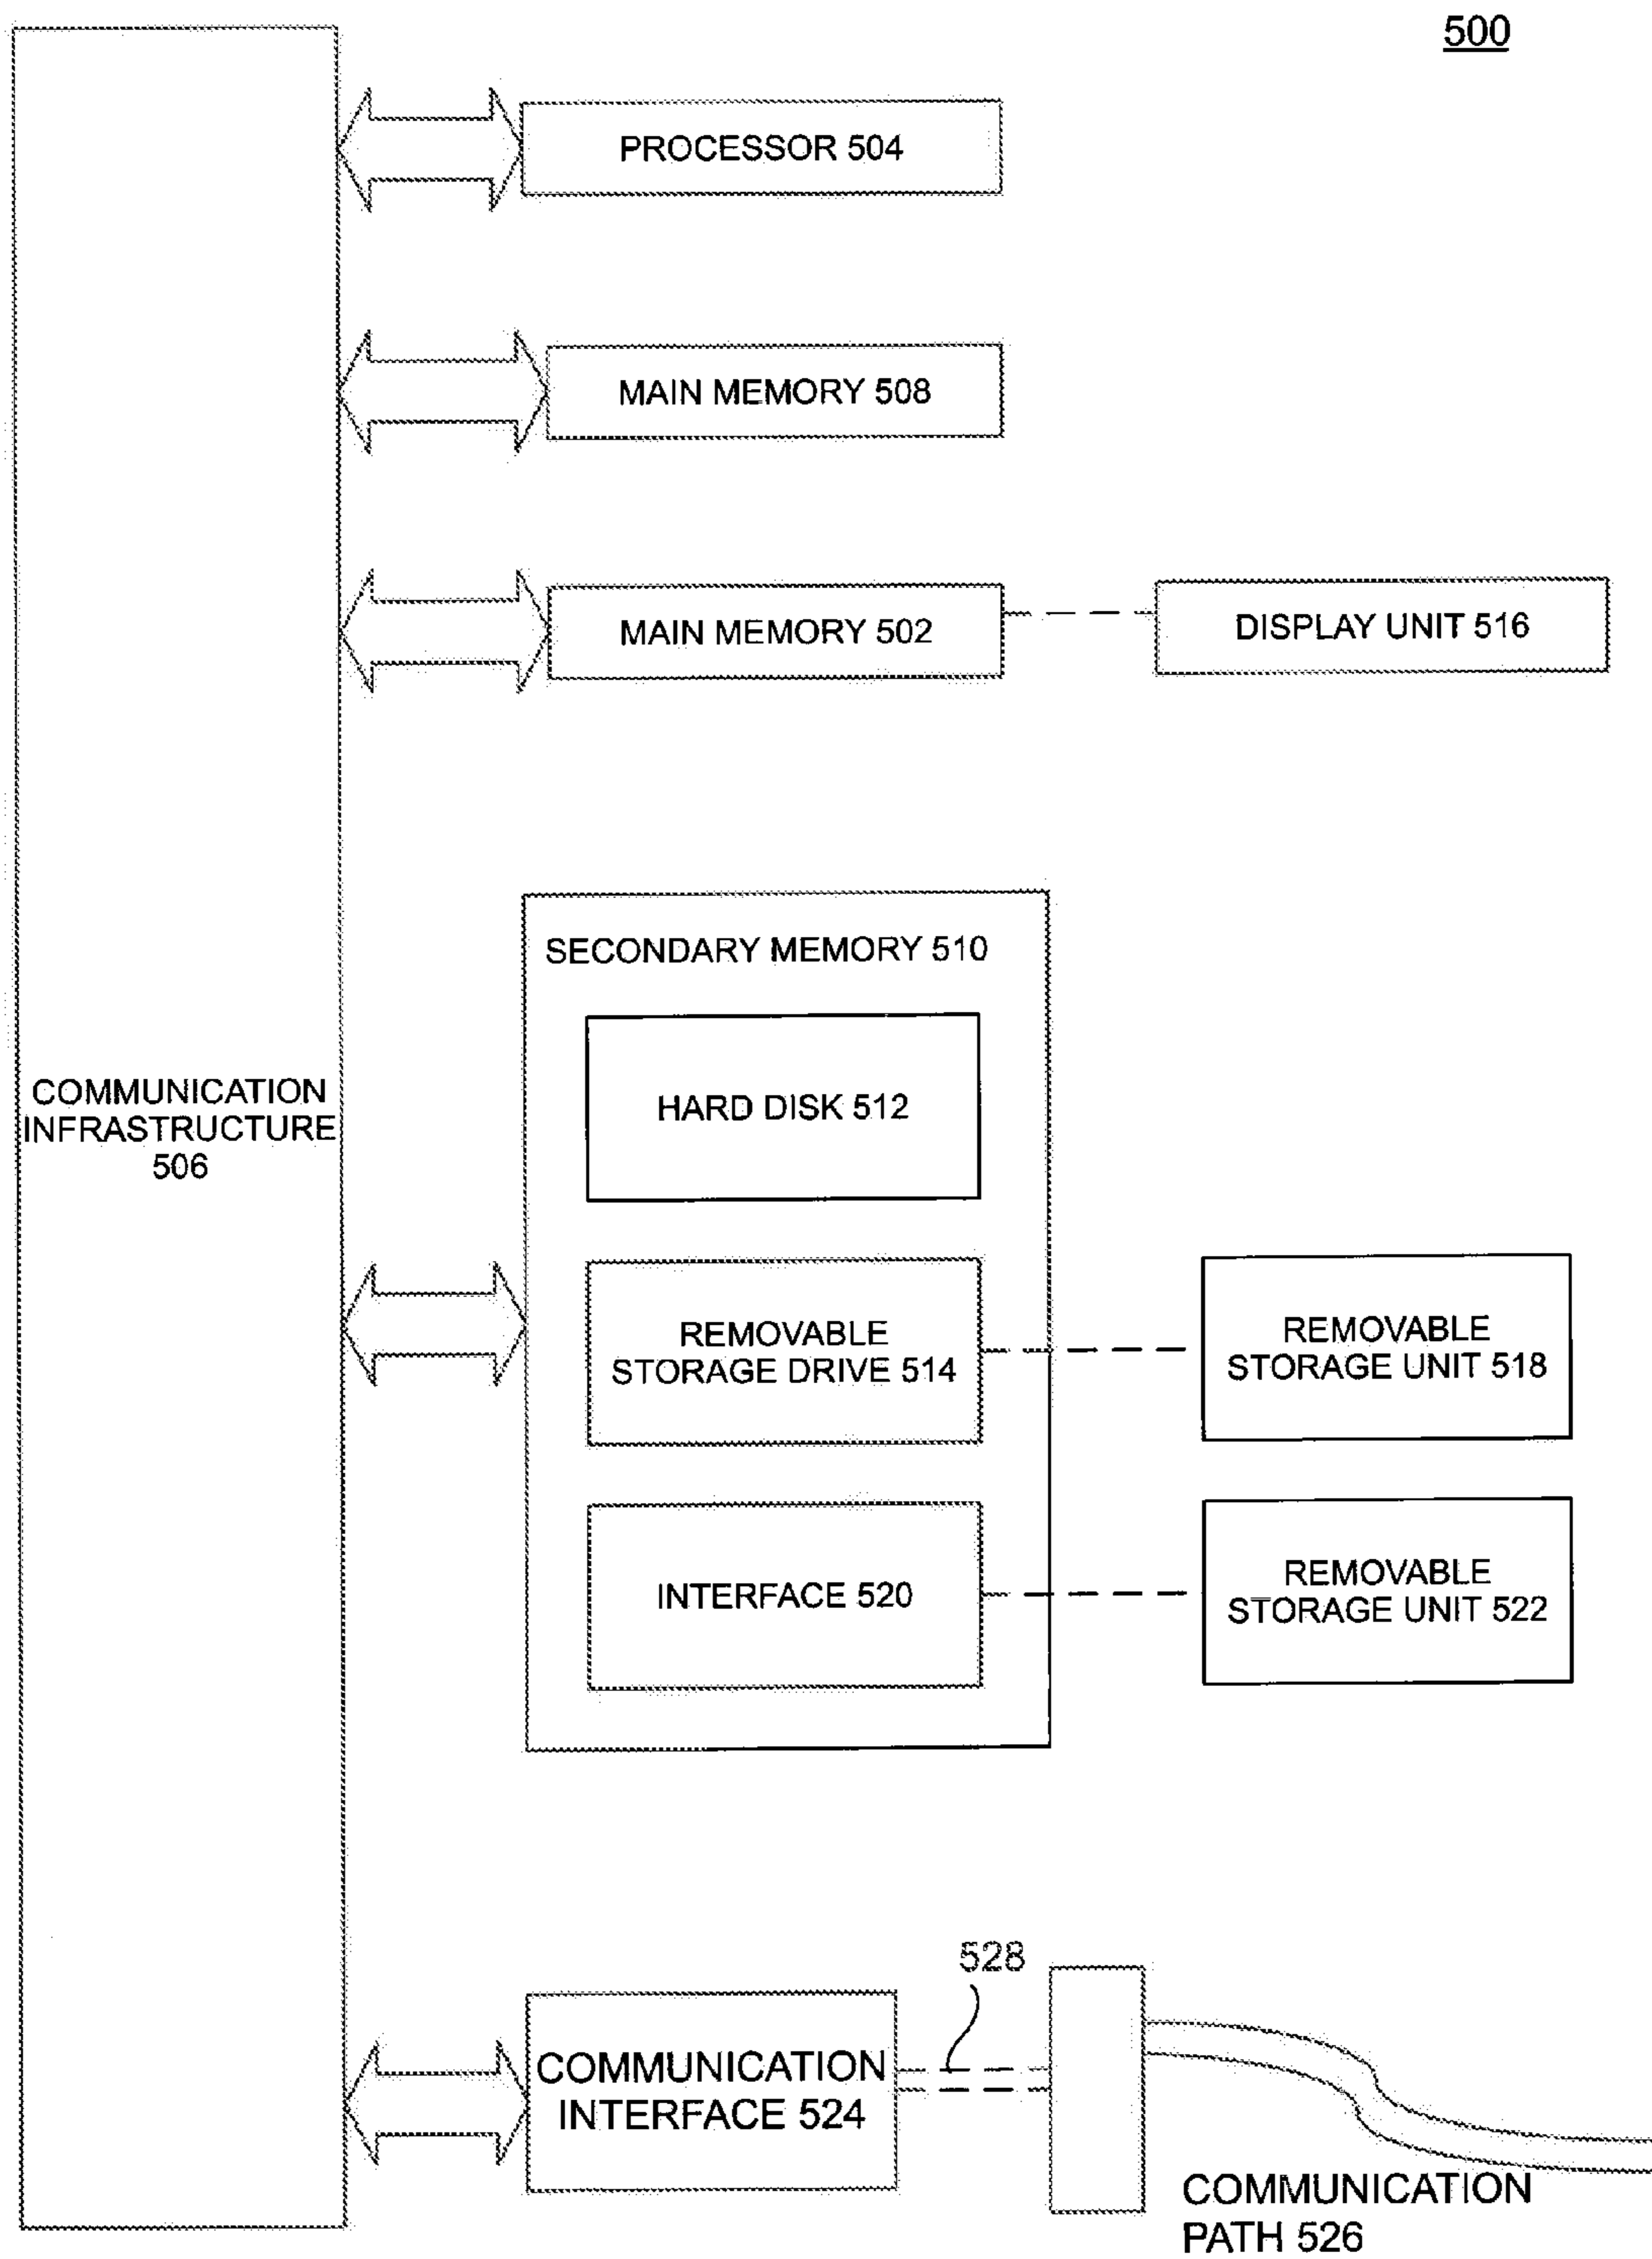 500
PROCESSOR 504
MAIN MEMORY 508
MAIN MEMORY 502
DISPLAY UNIT 516
SECONDARY MEMORY 510
HARD DISK 512
COMMUNICATION
INFRASTRUCTURE
506
REMOVABLE
STORAGE DRIVE 514
REMOVABLE
STORAGE UNIT 518
INTERFACE 520
REMOVABLE
STORAGE UNIT 522
528
COMMUNICATION
INTERFACE 524
COMMUNICATION
PATH 526